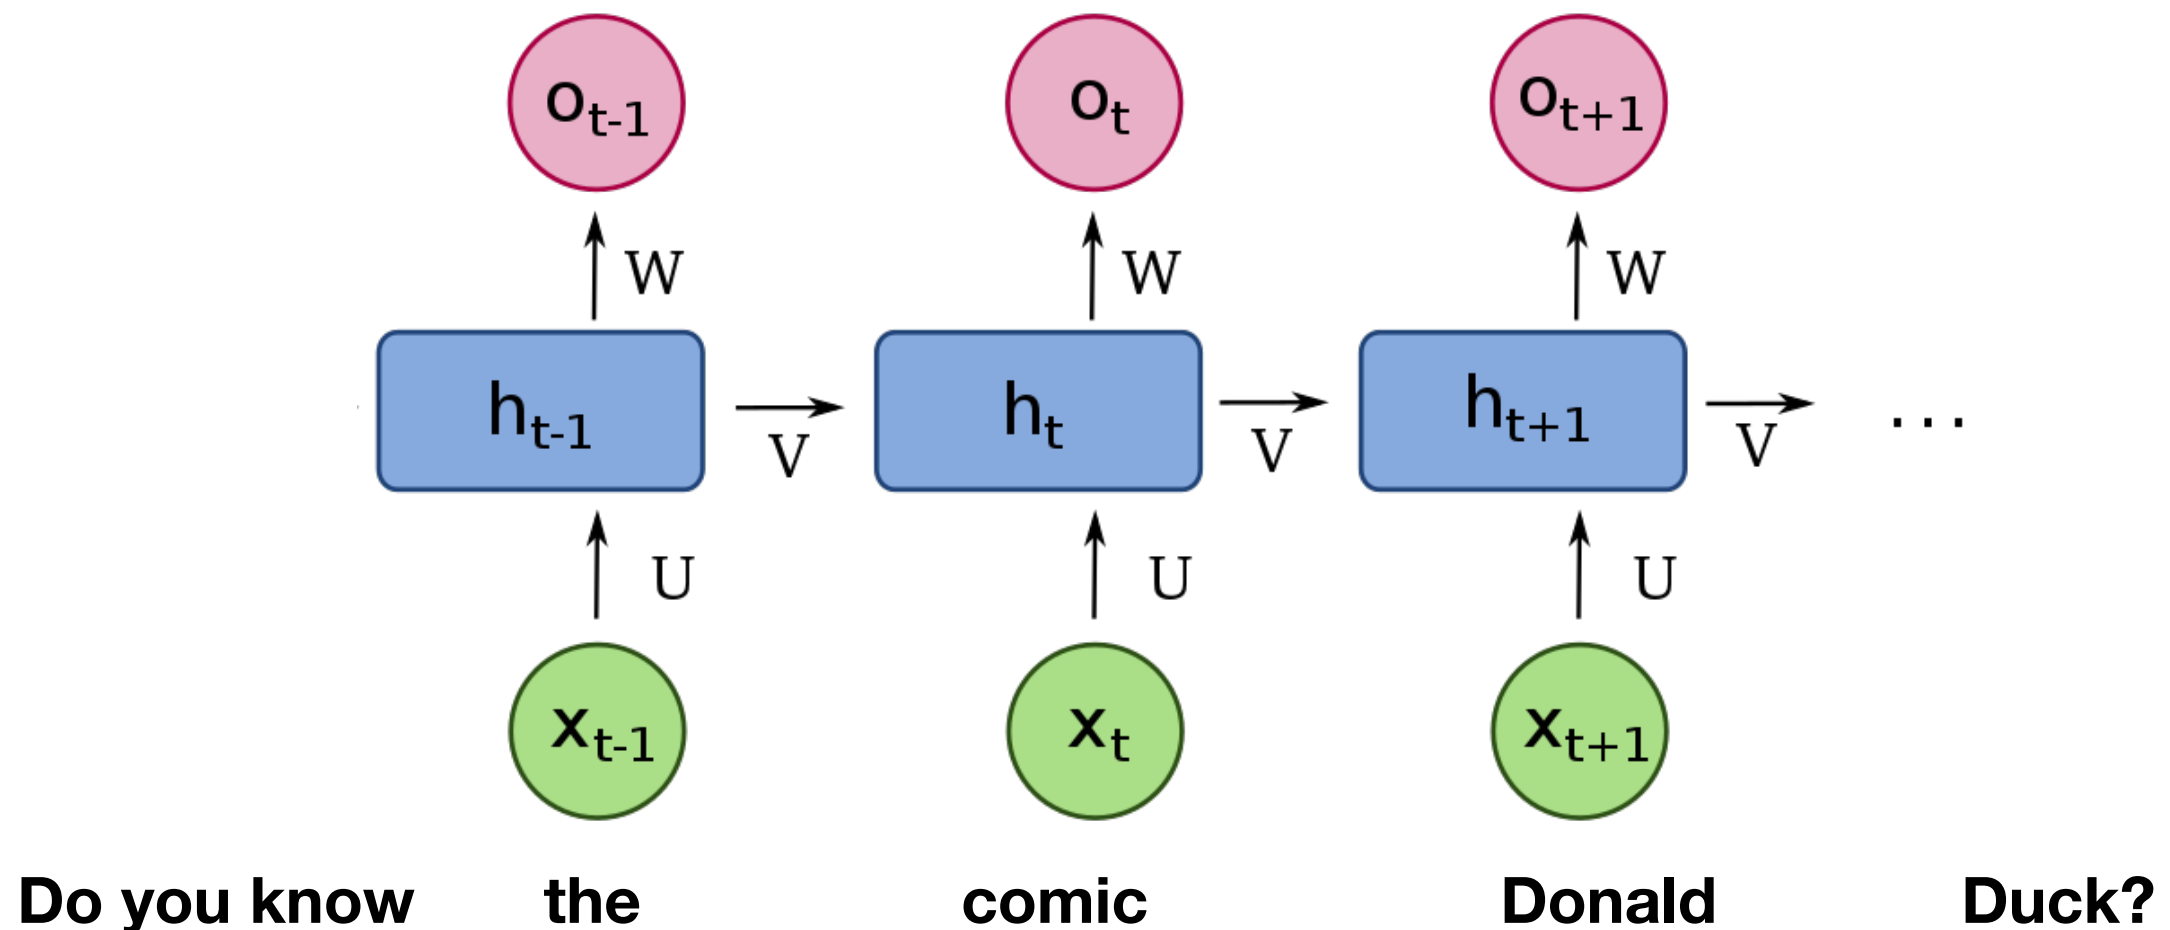 o_{t-1} o_t o_{t+1}
W W W
h_{t-1} h_t h_{t+1} ...
V V V
U U U
x_{t-1} x_t x_{t+1}
Do you know the comic Donald Duck?